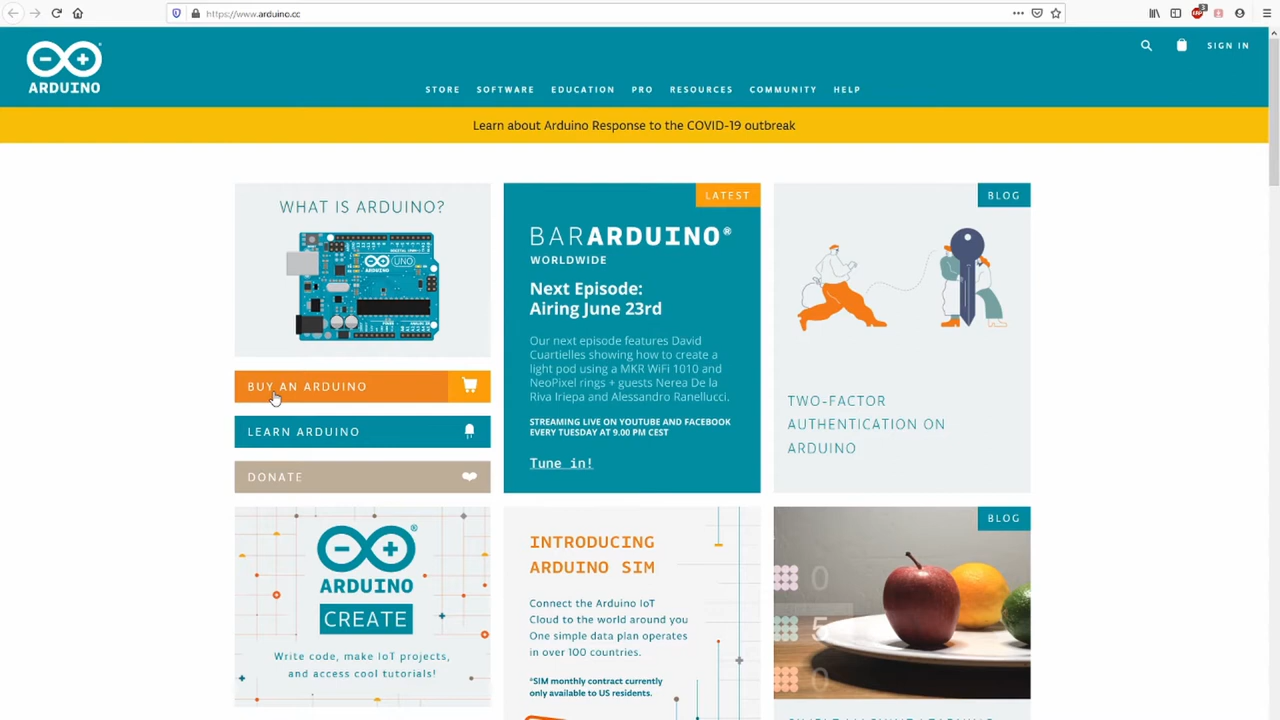 https://www.arduino.cc
SIGN IN
ARDUINO
STORE SOFTWARE EDUCATION PRO RESOURCES COMMUNITY HELP
Learn about Arduino Response to the COVID-19 outbreak
WHAT IS ARDUINO?
ARDUINO UNO
BUY AN ARDUINO
LEARN ARDUINO
DONATE
LATEST
BARARDUINO®
WORLDWIDE
Next Episode:
Airing June 23rd
Our next episode features David
Cuartielles showing how to create a
light pod using a MKR WiFi 1010 and
NeoPixel rings + guests Nerea De la
Riva Iriepa and Alessandro Ranellucci.
STREAMING LIVE ON YOUTUBE AND FACEBOOK
EVERY TUESDAY AT 9.00 PM CEST
Tune in!
BLOG
TWO-FACTOR
AUTHENTICATION ON
ARDUINO
ARDUINO
CREATE
Write code, make IoT projects,
and access cool tutorials!
INTRODUCING
ARDUINO SIM
Connect the Arduino IoT
Cloud to the world around you
One simple data plan operates
in over 100 countries.
*SIM monthly contract currently
only available to US residents.
BLOG
0
5
0